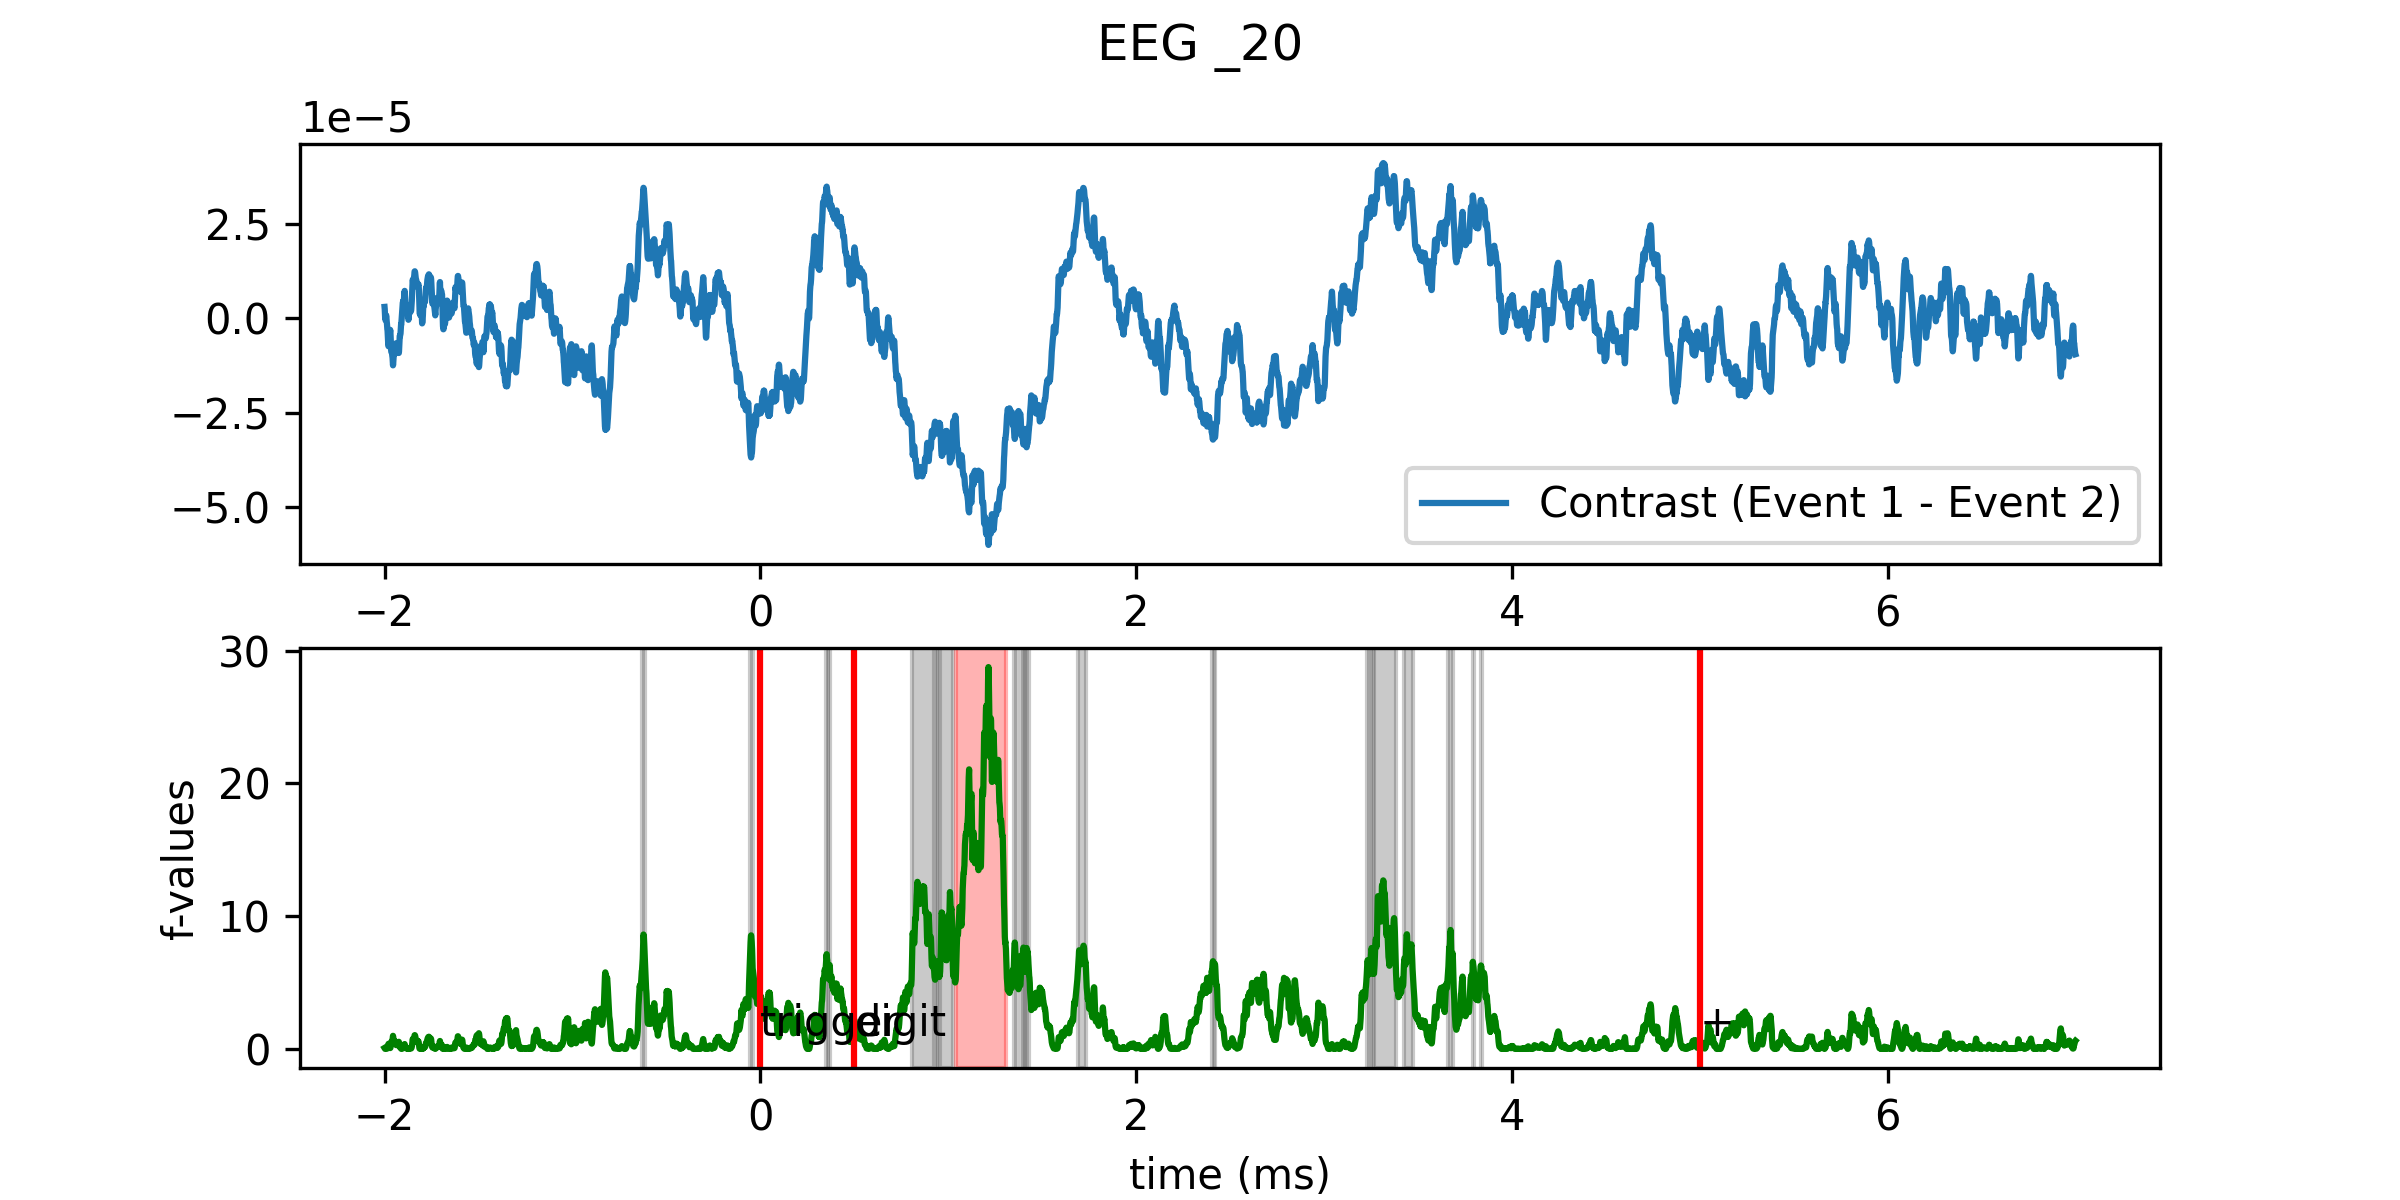 EEG _20
1e−5
2.5
0.0
−2.5
−5.0
Contrast (Event 1 - Event 2)
−2 0 2 4 6
30
20
10
0
f-values
trigger digit +
−2 0 2 4 6
time (ms)